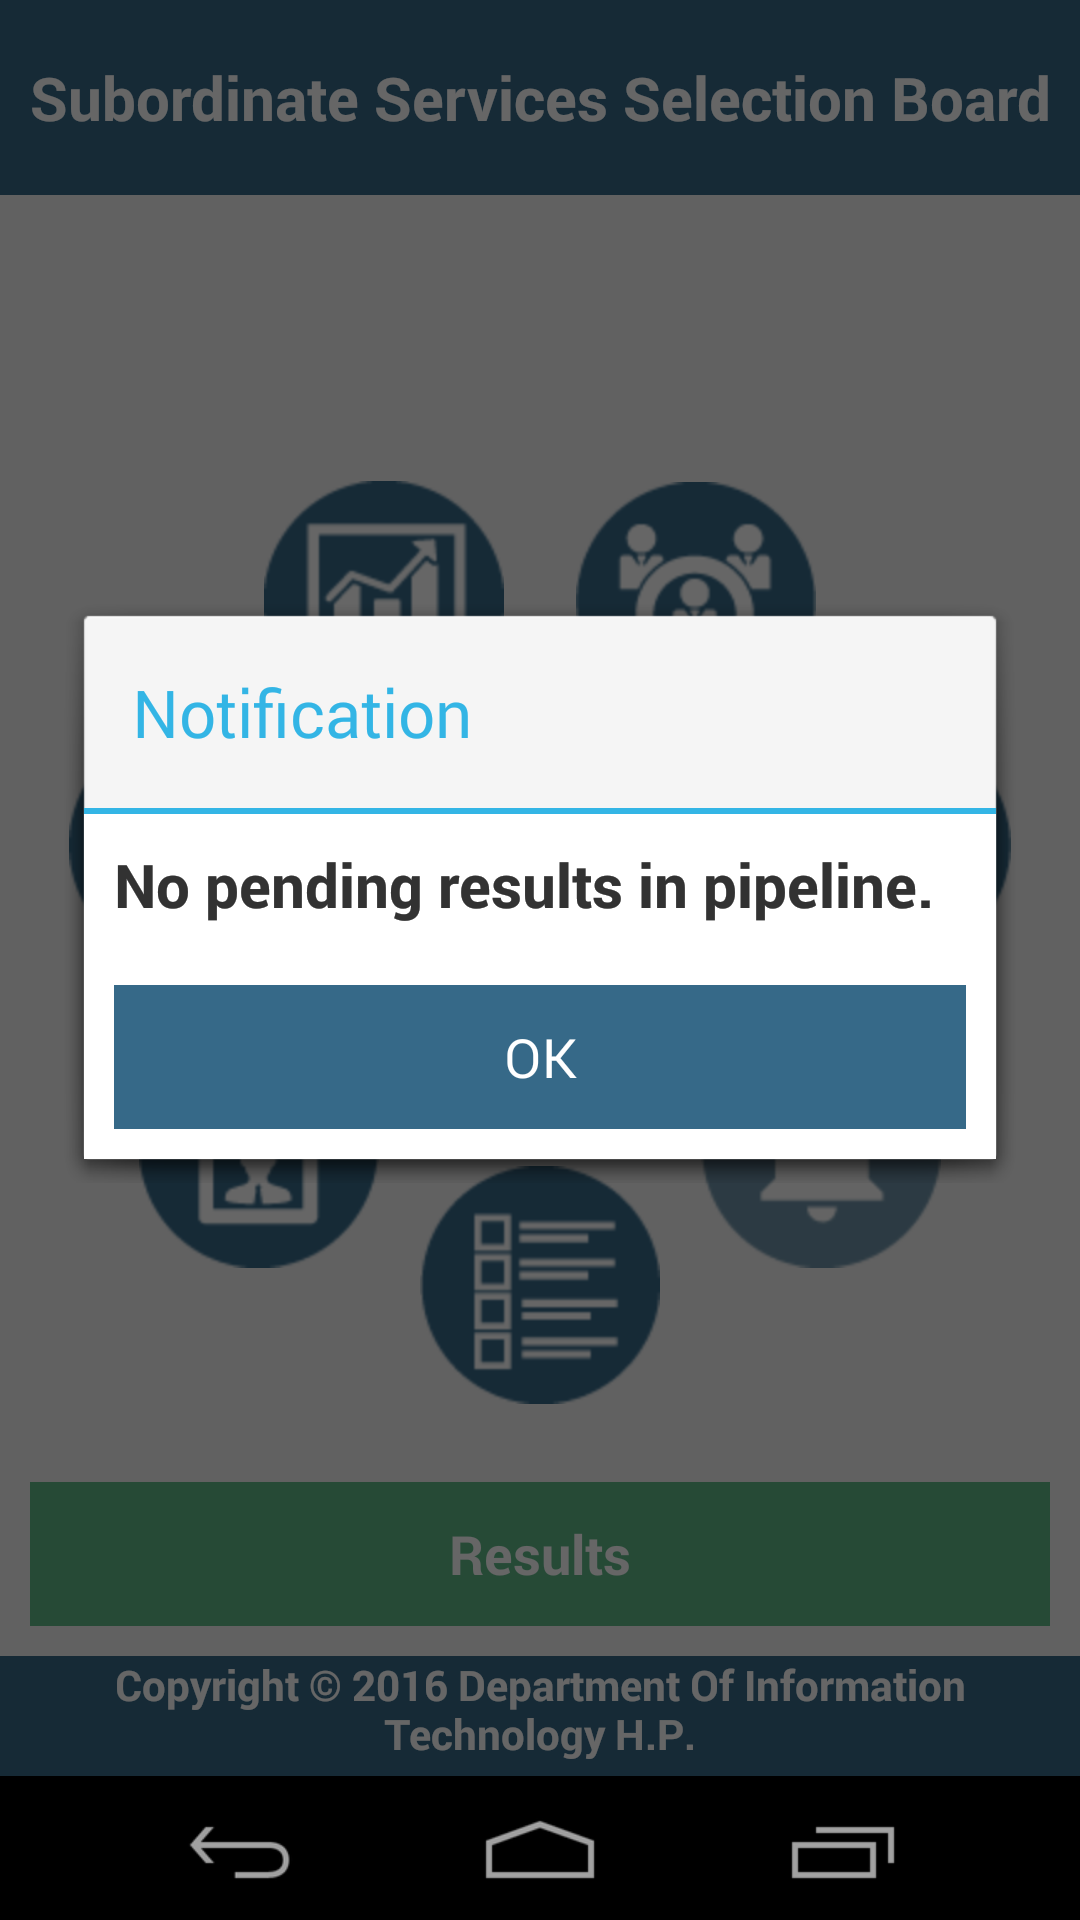 Subordinate Services Selection Board
Notification
No pending results in pipeline.
OK
Results
Copyright © 2016 Department Of Information
Technology H.P.